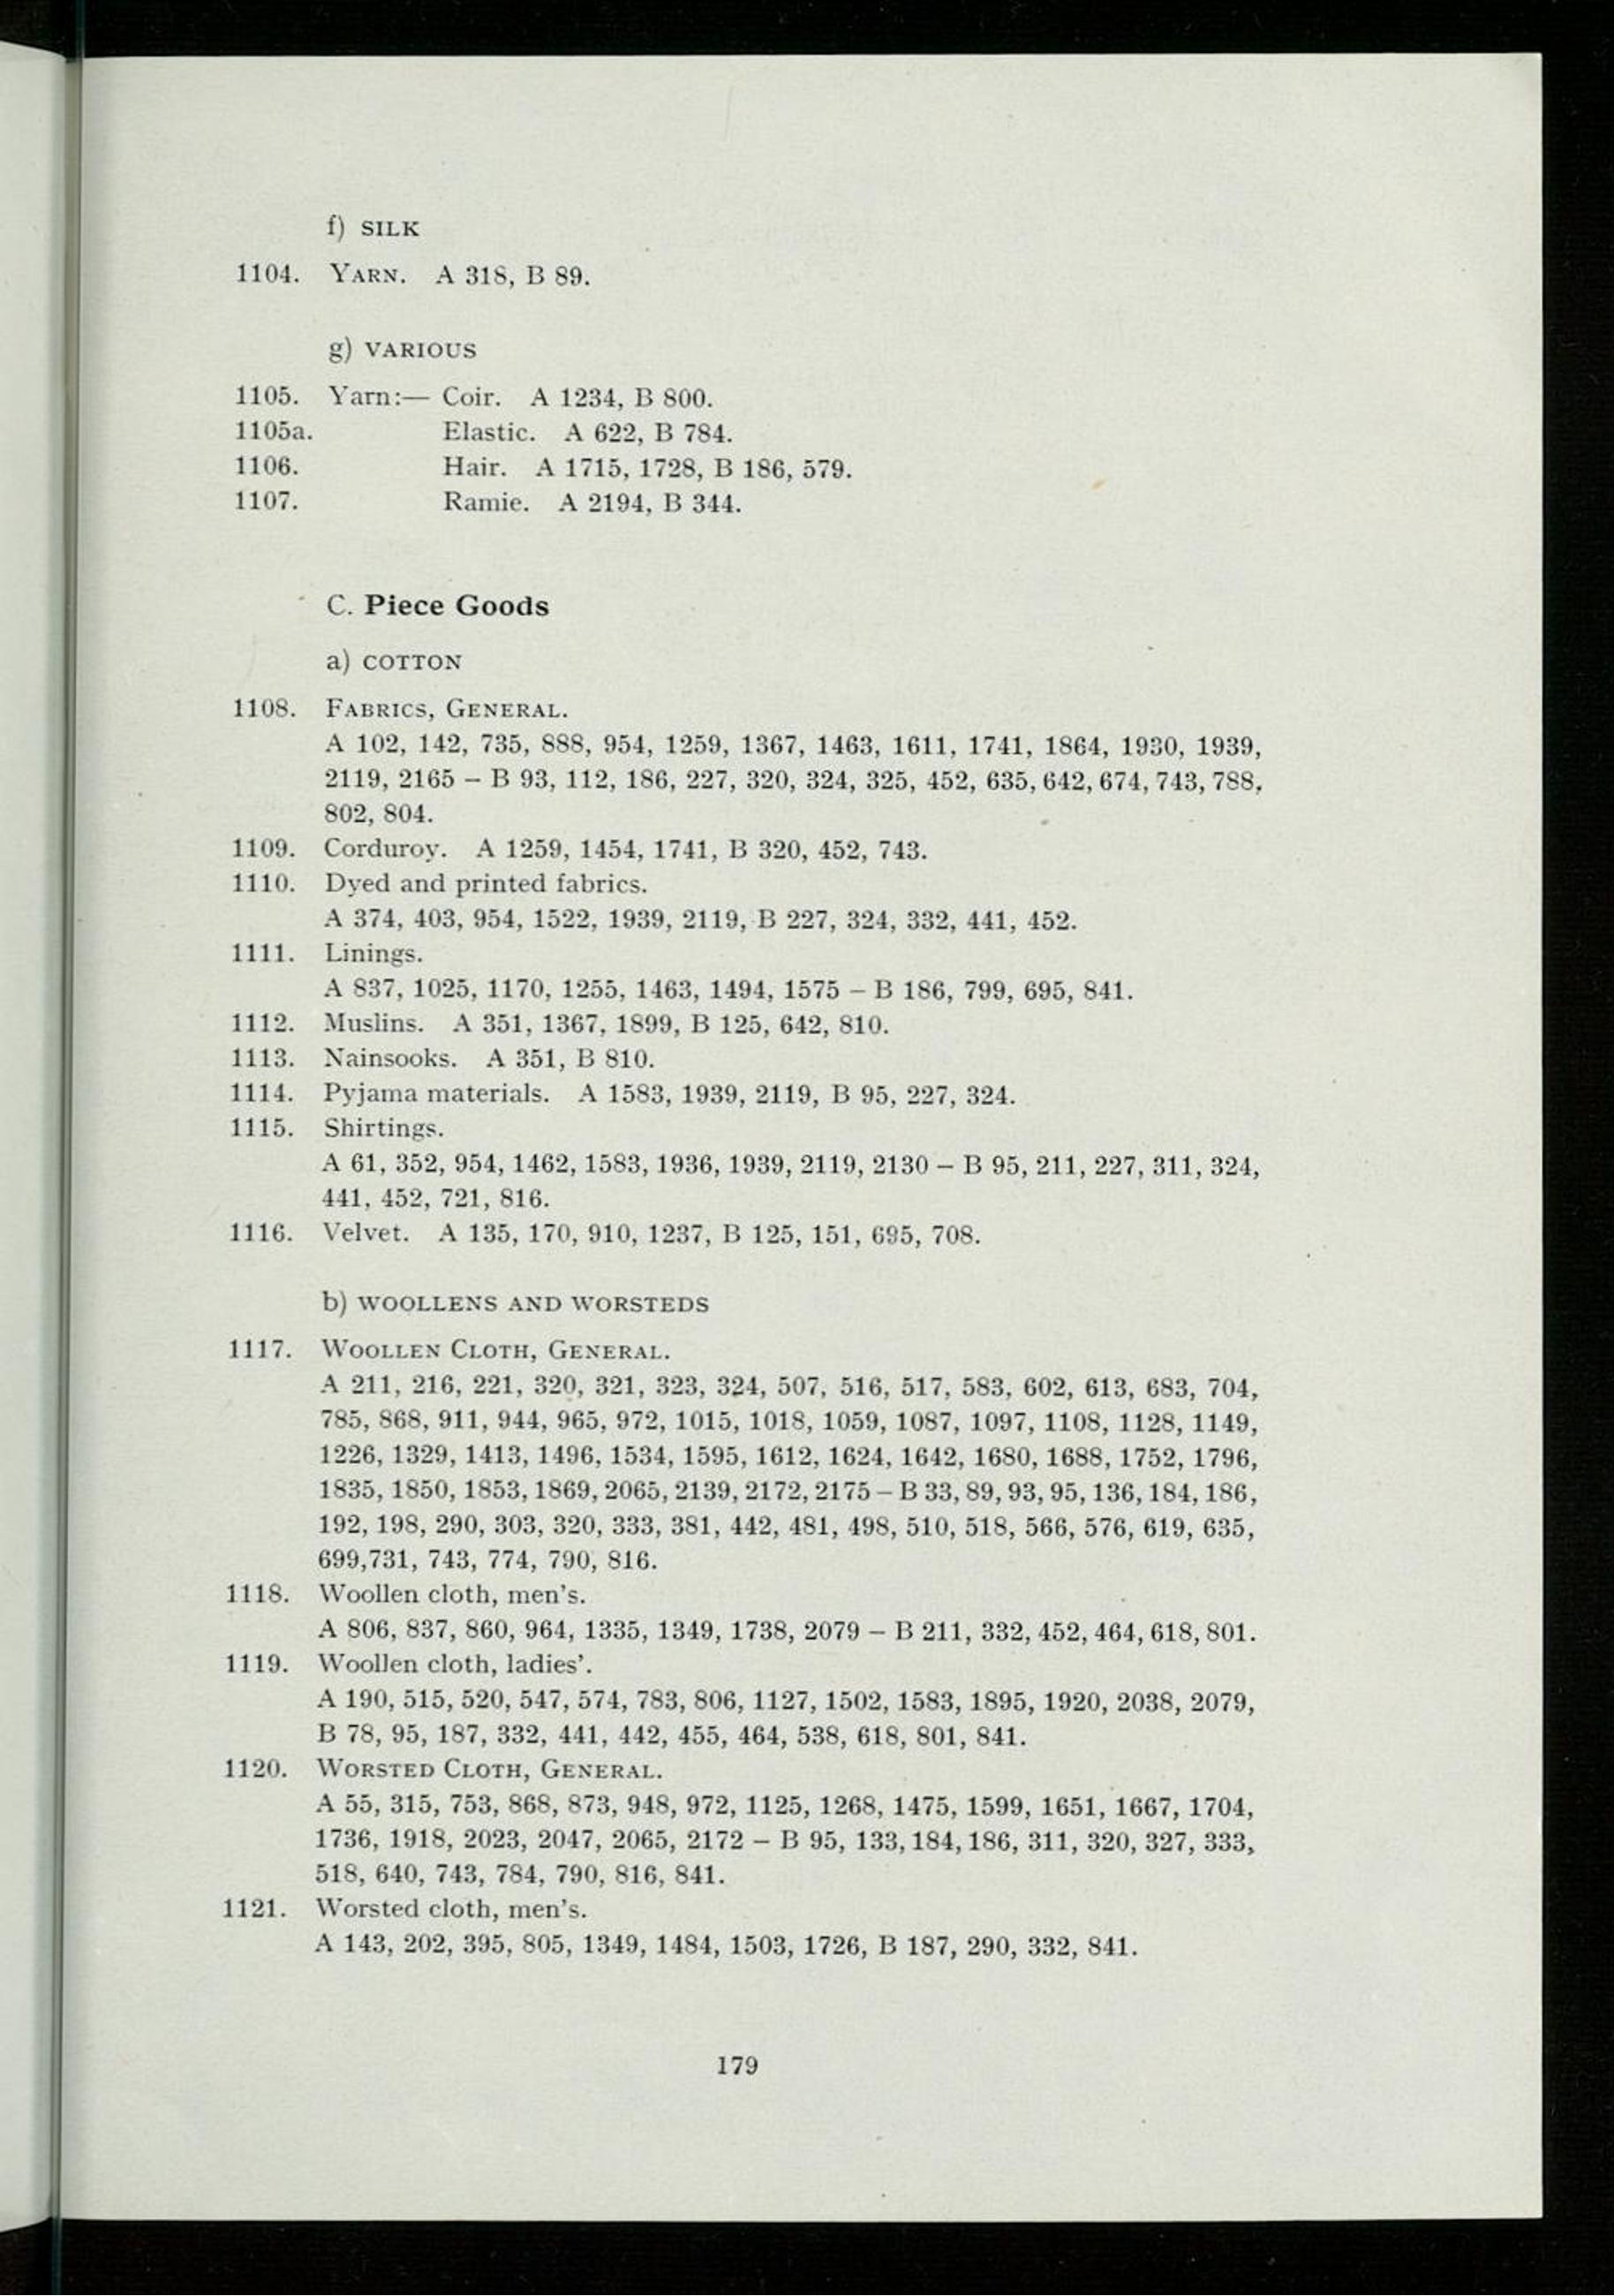 f) SILK
1104. YARN. A 318, B 89.
g) VARIOUS
1105. Yarn:— Coir. A 1234, B 800.
1105a. Elastic. A 622, B 784.
1106. Hair. A 1715, 1728, B 186, 579.
1107. Ramie. A 2194, B 344.
C. Piece Goods
a) COTTON
1108. FABRICS, GENERAL.
A 102, 142, 735, 888, 954, 1259, 1367, 1463, 1611, 1741, 1864, 1930, 1939,
2119, 2165 – B 93, 112, 186, 227, 320, 324, 325, 452, 635, 642, 674, 743, 788,
802, 804.
1109. Corduroy. A 1259, 1454, 1741, B 320, 452, 743.
1110. Dyed and printed fabrics.
A 374, 403, 954, 1522, 1939, 2119, B 227, 324, 332, 441, 452.
1111. Linings.
A 837, 1025, 1170, 1255, 1463, 1494, 1575 – B 186, 799, 695, 841.
1112. Muslins. A 351, 1367, 1899, B 125, 642, 810.
1113. Nainsooks. A 351, B 810.
1114. Pyjama materials. A 1583, 1939, 2119, B 95, 227, 324.
1115. Shirtings.
A 61, 352, 954, 1462, 1583, 1936, 1939, 2119, 2130 – B 95, 211, 227, 311, 324,
441, 452, 721, 816.
1116. Velvet. A 135, 170, 910, 1237, B 125, 151, 695, 708.
b) WOOLLENS AND WORSTEDS
1117. WOOLLEN CLOTH, GENERAL.
A 211, 216, 221, 320, 321, 323, 324, 507, 516, 517, 583, 602, 613, 683, 704,
785, 868, 911, 944, 965, 972, 1015, 1018, 1059, 1087, 1097, 1108, 1128, 1149,
1226, 1329, 1413, 1496, 1534, 1595, 1612, 1624, 1642, 1680, 1688, 1752, 1796,
1835, 1850, 1853, 1869, 2065, 2139, 2172, 2175 – B 33, 89, 93, 95, 136, 184, 186,
192, 198, 290, 303, 320, 333, 381, 442, 481, 498, 510, 518, 566, 576, 619, 635,
699,731, 743, 774, 790, 816.
1118. Woollen cloth, men's.
A 806, 837, 860, 964, 1335, 1349, 1738, 2079 – B 211, 332, 452, 464, 618, 801.
1119. Woollen cloth, ladies'.
A 190, 515, 520, 547, 574, 783, 806, 1127, 1502, 1583, 1895, 1920, 2038, 2079,
B 78, 95, 187, 332, 441, 442, 455, 464, 538, 618, 801, 841.
1120. WORSTED CLOTH, GENERAL.
A 55, 315, 753, 868, 873, 948, 972, 1125, 1268, 1475, 1599, 1651, 1667, 1704,
1736, 1918, 2023, 2047, 2065, 2172 – B 95, 133, 184, 186, 311, 320, 327, 333,
518, 640, 743, 784, 790, 816, 841.
1121. Worsted cloth, men's.
A 143, 202, 395, 805, 1349, 1484, 1503, 1726, B 187, 290, 332, 841.
179